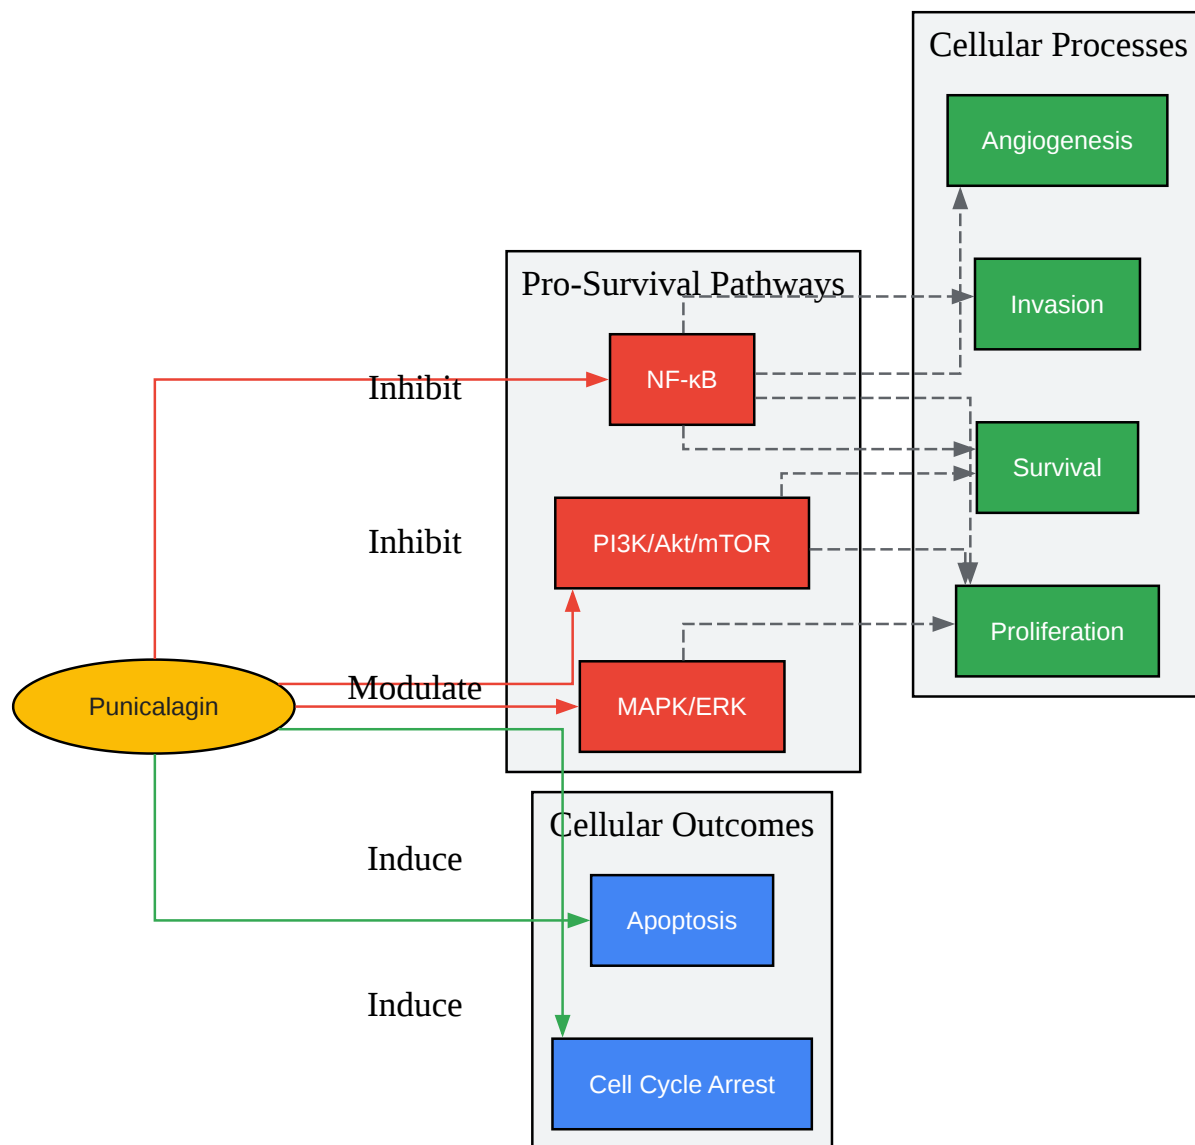 Cellular Processes
Angiogenesis
Pro-Survival Pathways
Invasion
NF-κB
Inhibit
Survival
Inhibit
PI3K/Akt/mTOR
Proliferation
Modulate
Punicalagin
MAPK/ERK
Cellular Outcomes
Induce
Apoptosis
Induce
Cell Cycle Arrest